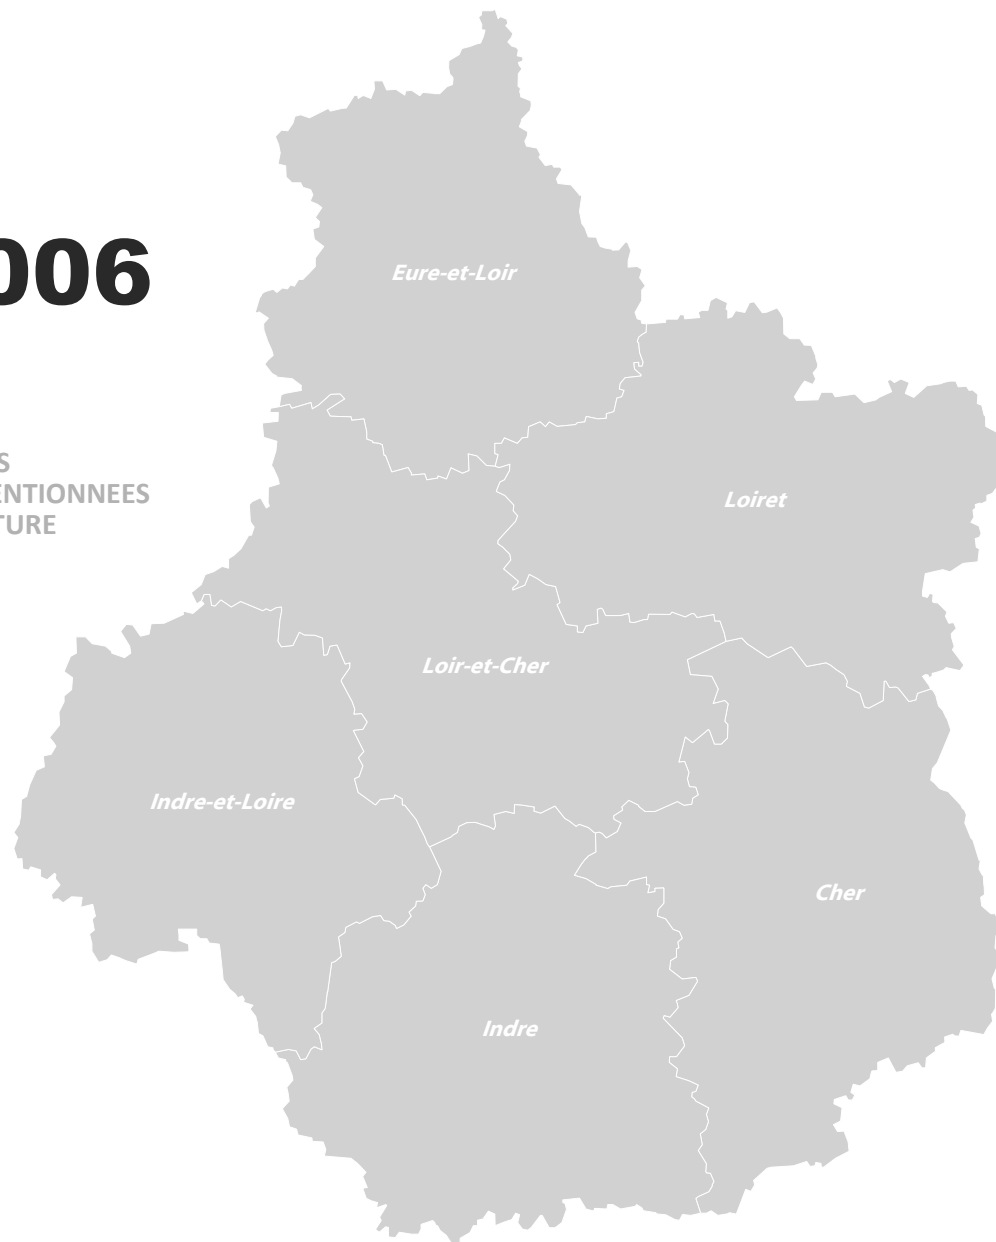 006
S
ENTIONNEES
TURE
Eure-et-Loir
Loiret
Loir-et-Cher
Indre-et-Loire
Cher
Indre